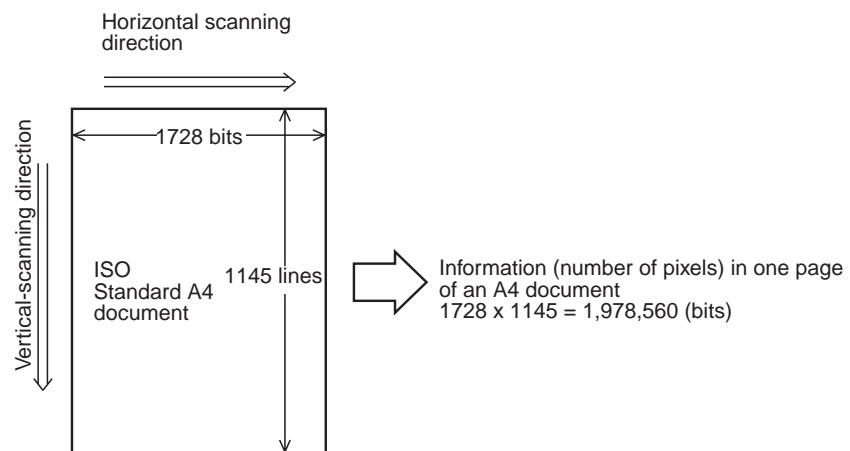 Horizontal scanning
direction
1728 bits
Vertical-scanning direction
ISO
Standard A4
document
1145 lines
Information (number of pixels) in one page
of an A4 document
1728 x 1145 = 1,978,560 (bits)